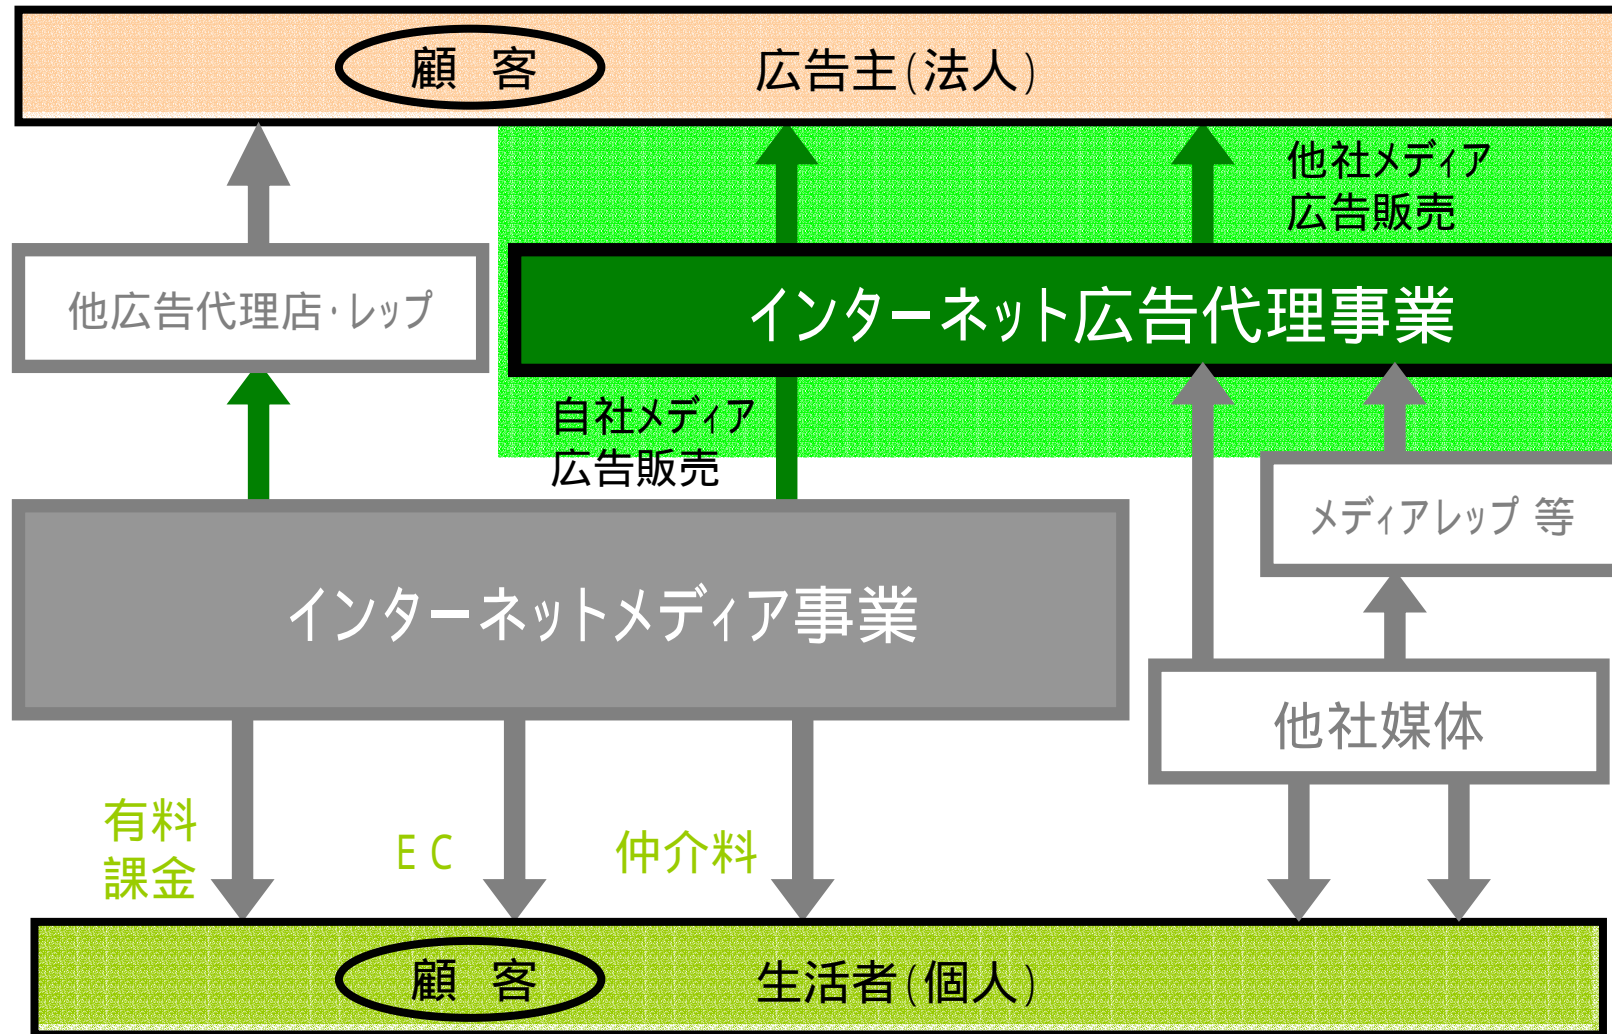 顧 客
広告主(法人)
他社メディア
広告販売
他広告代理店・レップ
インターネット広告代理事業
自社メディア
広告販売
メディアレップ 等
インターネットメディア事業
他社媒体
有料
課金
EC
仲介料
顧 客
生活者(個人)